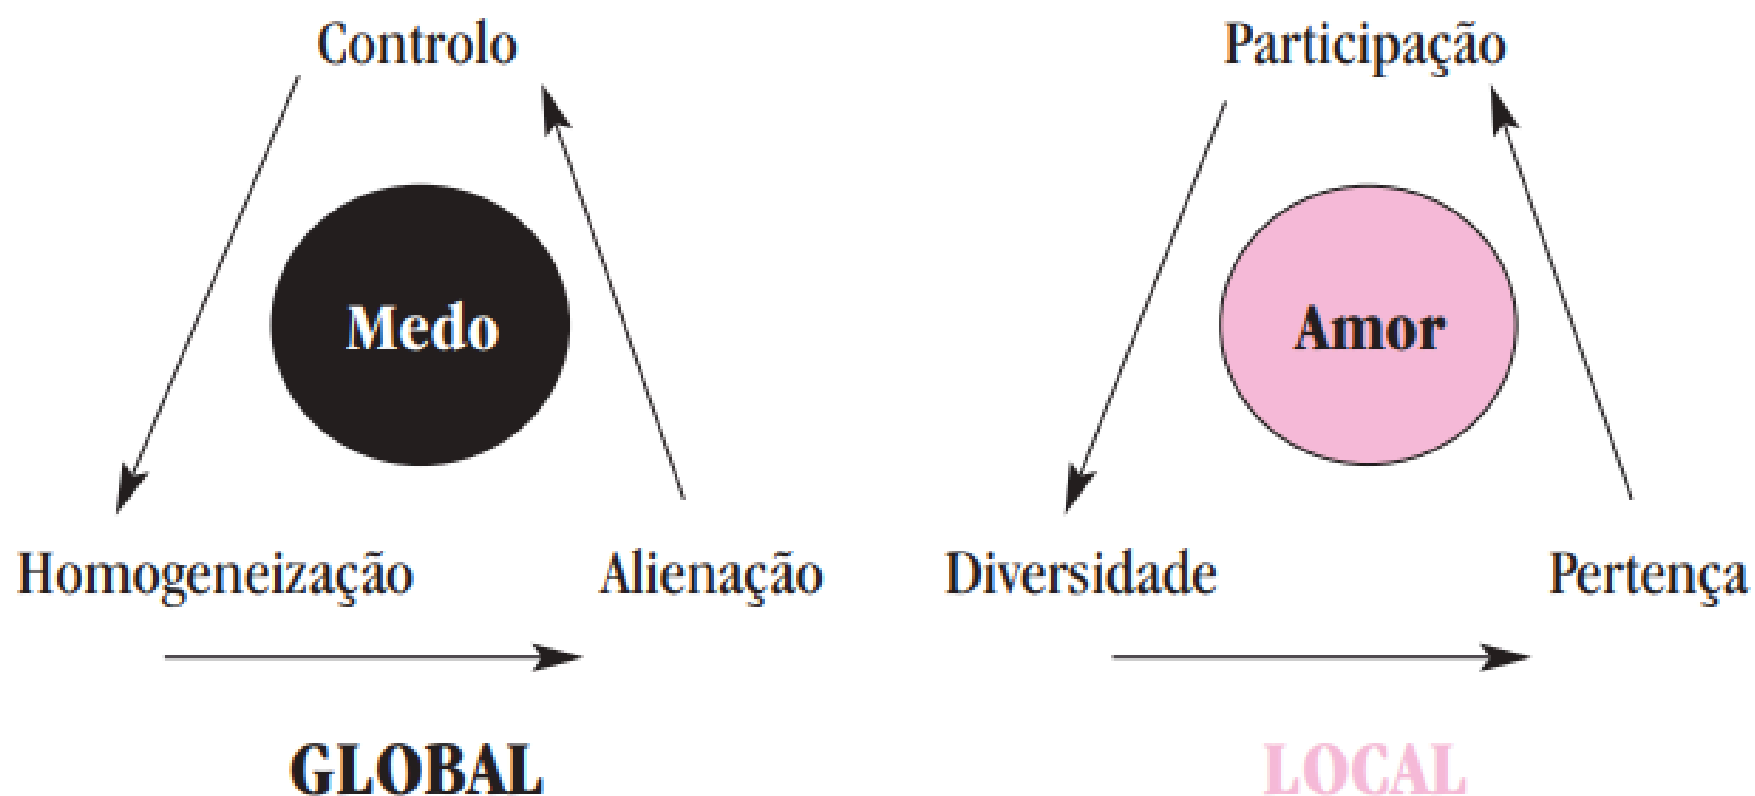 Controlo
Medo
Homogeneização
Alienação
GLOBAL
Participação
Amor
Diversidade
Pertença
LOCAL